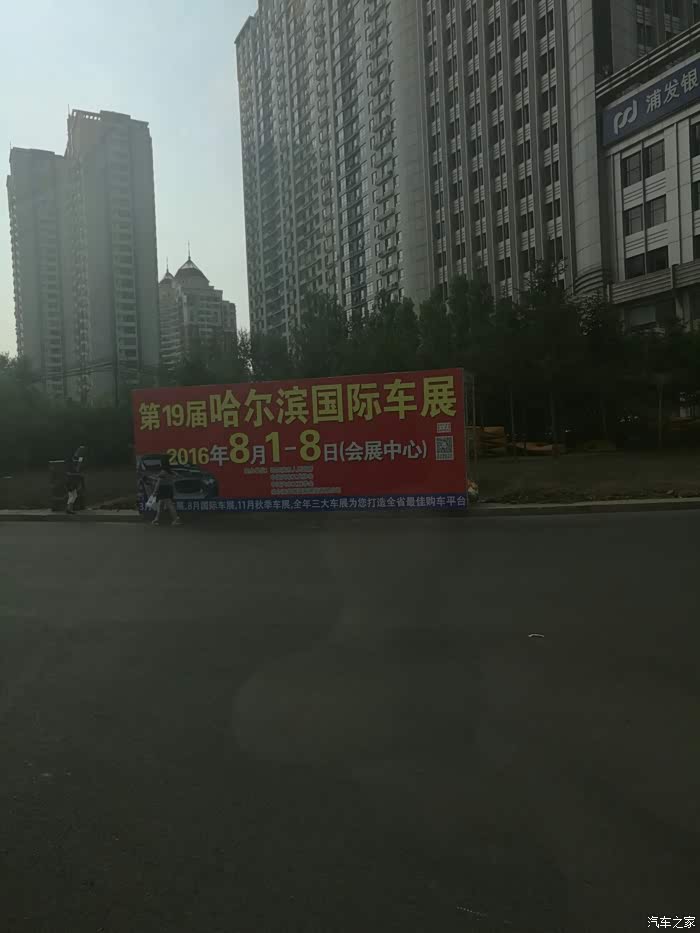 浦发银
第19届哈尔滨国际车展
2016年8月1-8日(会展中心)
展,8月国际车展,11月秋季车展,全年三大车展为您打造全省最佳购车平台
汽车之家